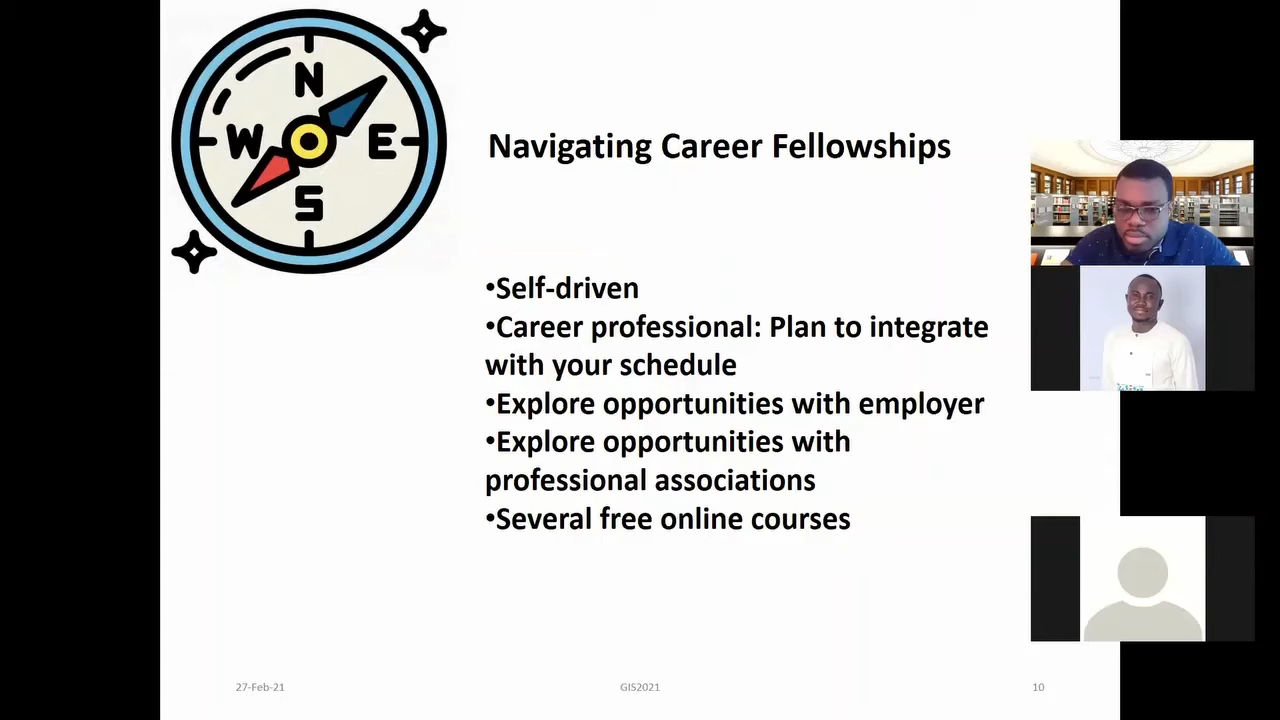 N
W E
S
Navigating Career Fellowships
•Self-driven
•Career professional: Plan to integrate
with your schedule
•Explore opportunities with employer
•Explore opportunities with
professional associations
•Several free online courses
27-Feb-21 GIS2021 10